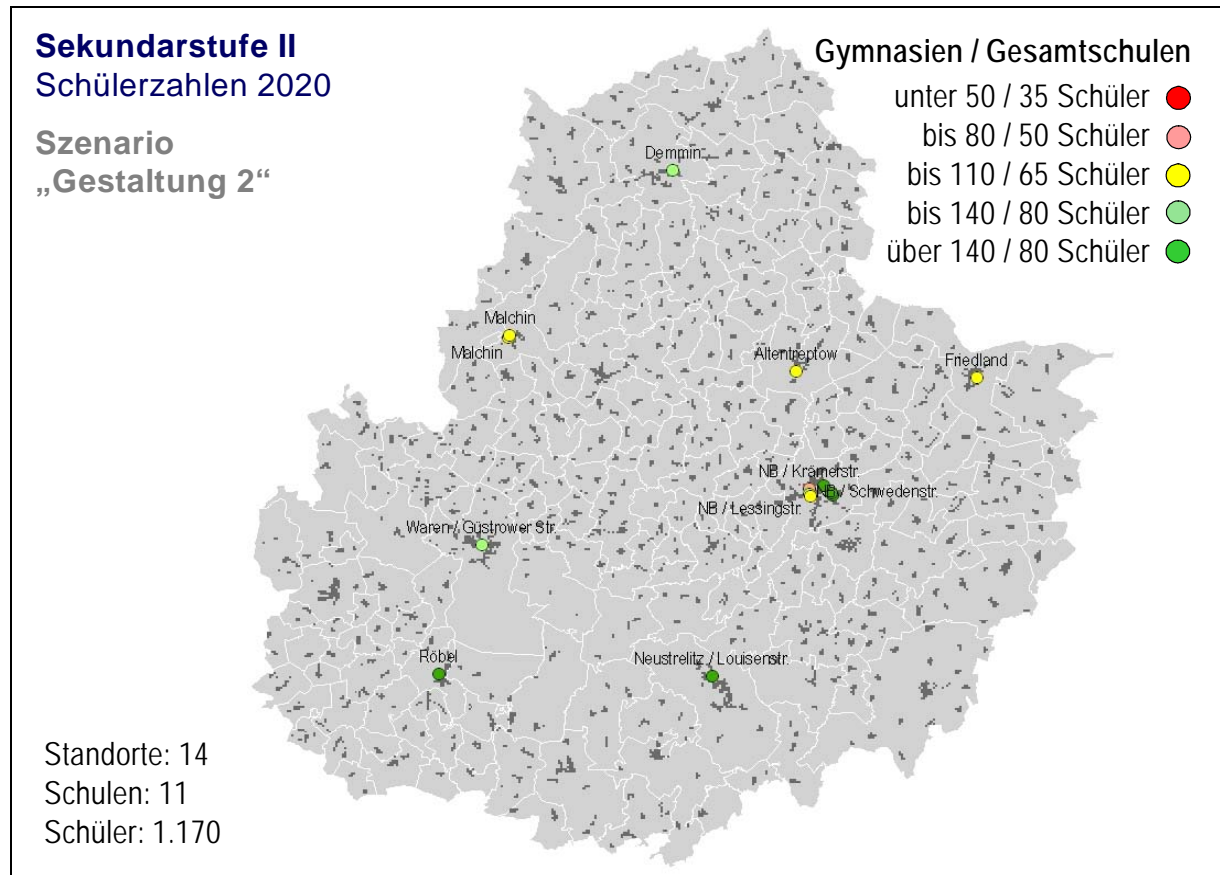 Sekundarstufe II
Schülerzahlen 2020
Szenario
„Gestaltung 2“
Gymnasien / Gesamtschulen
unter 50 / 35 Schüler
bis 80 / 50 Schüler
bis 110 / 65 Schüler
bis 140 / 80 Schüler
über 140 / 80 Schüler
Demmin
Malchin
Malchin
Altentreptow
Friedland
NB / Krämerstr.
NB / Schwedenstr.
NB / Lessingstr.
Waren / Güstrower Str.
Röbel
Neustrelitz / Louisenstr.
Standorte: 14
Schulen: 11
Schüler: 1.170